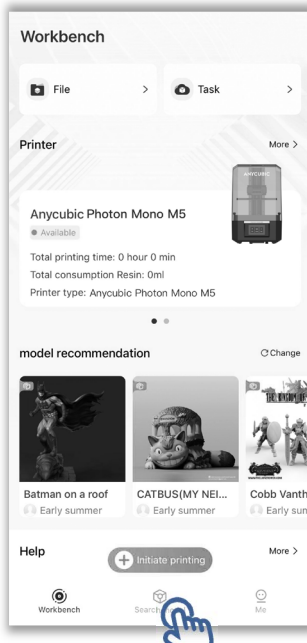 Workbench
File
Task
Printer
More
ANYCUBIC
Anycubic Photon Mono M5
Available
Total printing time: 0 hour 0 min
Total consumption Resin: 0ml
Printer type: Anycubic Photon Mono M5
model recommendation
Change
Batman on a roof
CATBUS(MY NEI...
Cobb Vanth
Early summer
Early summer
Early sum
Help
Initiate printing
More
Workbench
Search
Me